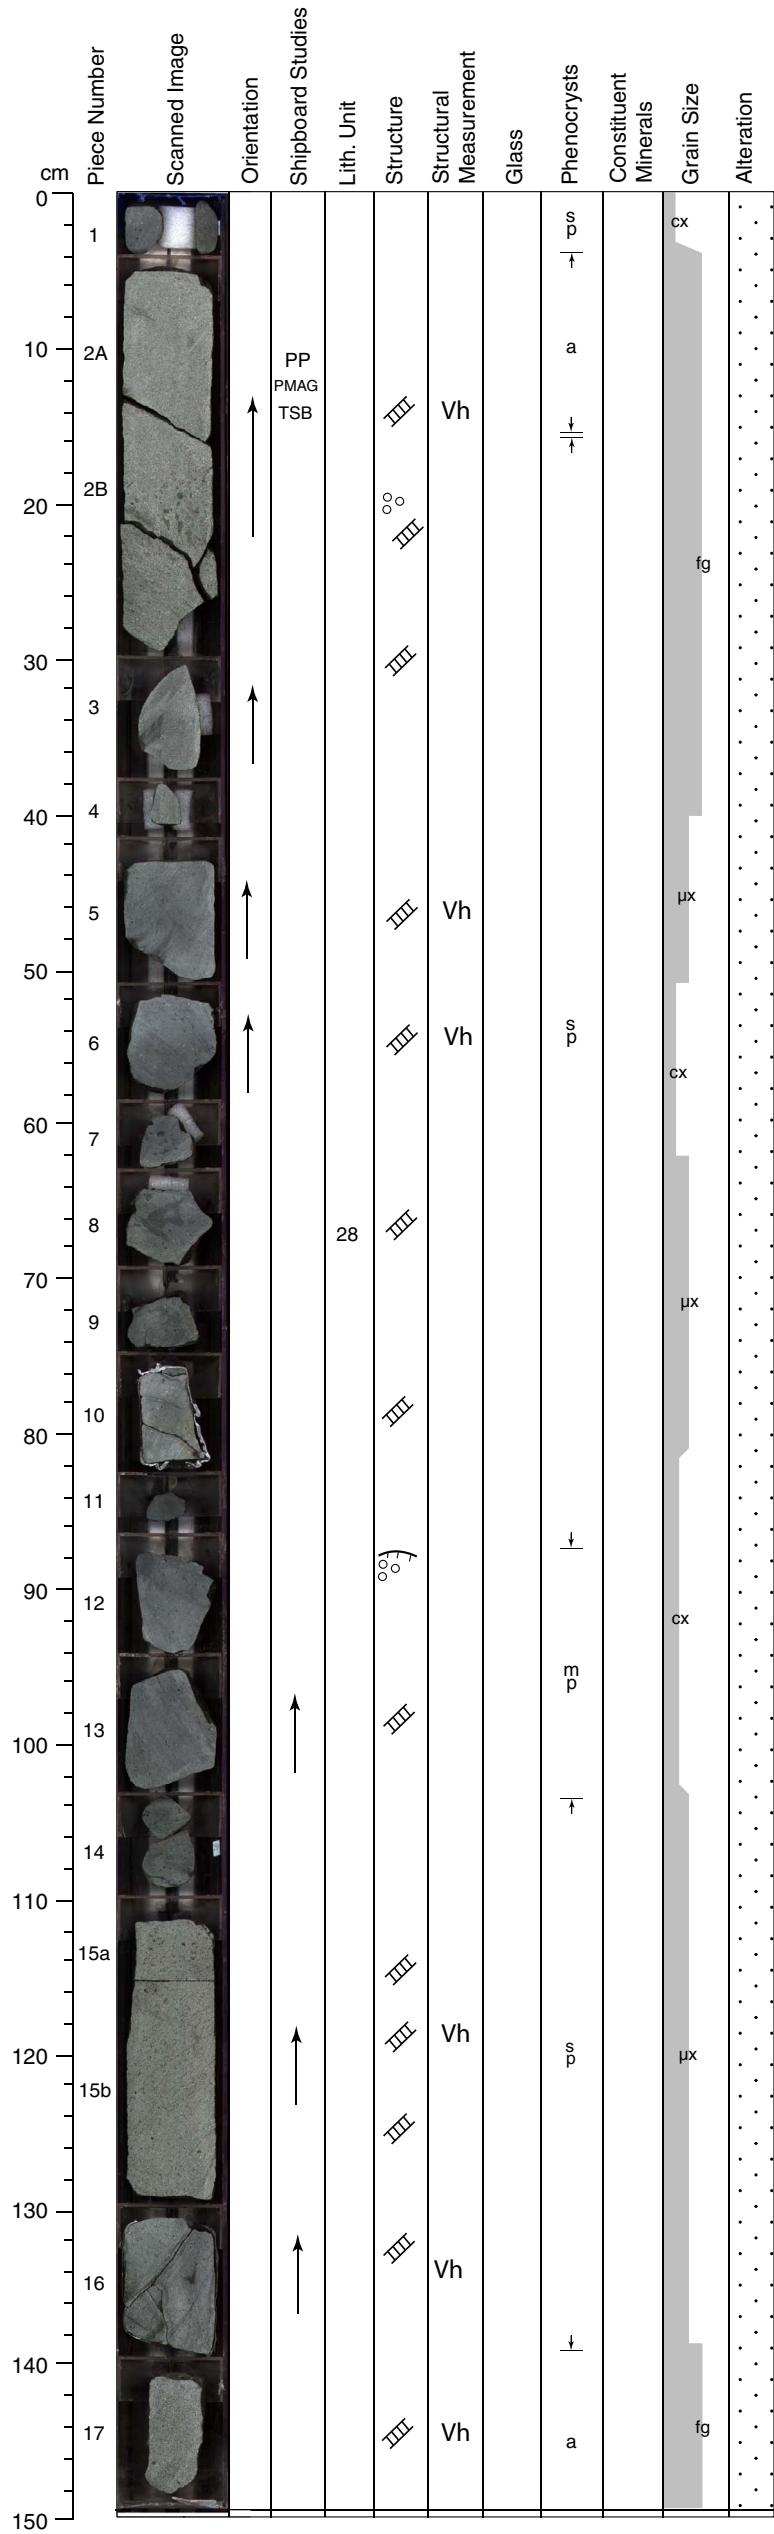 cm
Piece Number
Scanned Image
Orientation
Shipboard Studies
Lith. Unit
Structure
Structural
Measurement
Glass
Phenocrysts
Constituent
Minerals
Grain Size
Alteration
0
1
s
p
cx
10
2A
PP
PMAG
TSB
Vh
a
2B
20
fg
30
3
4
40
5
Vh
µx
50
6
Vh
s
p
cx
60
7
8
28
70
9
µx
10
80
11
90
12
cx
m
p
13
100
14
110
15a
Vh
120
s
p
µx
15b
130
16
Vh
140
17
Vh
a
fg
150